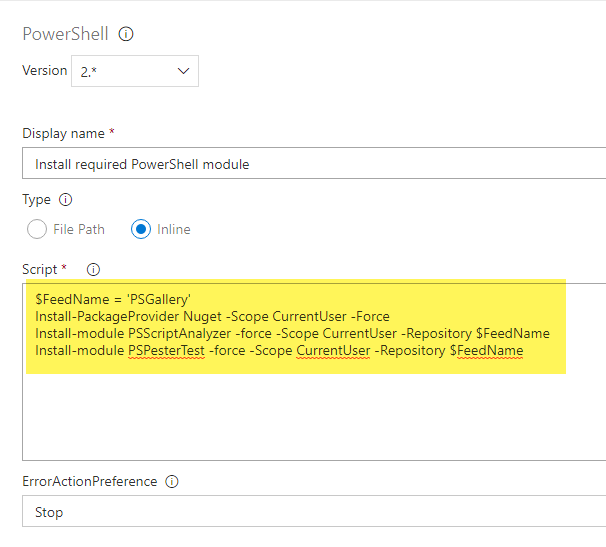 PowerShell
Version 2.*
Display name *
Install required PowerShell module
Type
File Path Inline
Script *
$FeedName = 'PSGallery'
Install-PackageProvider Nuget -Scope CurrentUser -Force
Install-module PSScriptAnalyzer -force -Scope CurrentUser -Repository $FeedName
Install-module PSPesterTest -force -Scope CurrentUser -Repository $FeedName
ErrorActionPreference
Stop